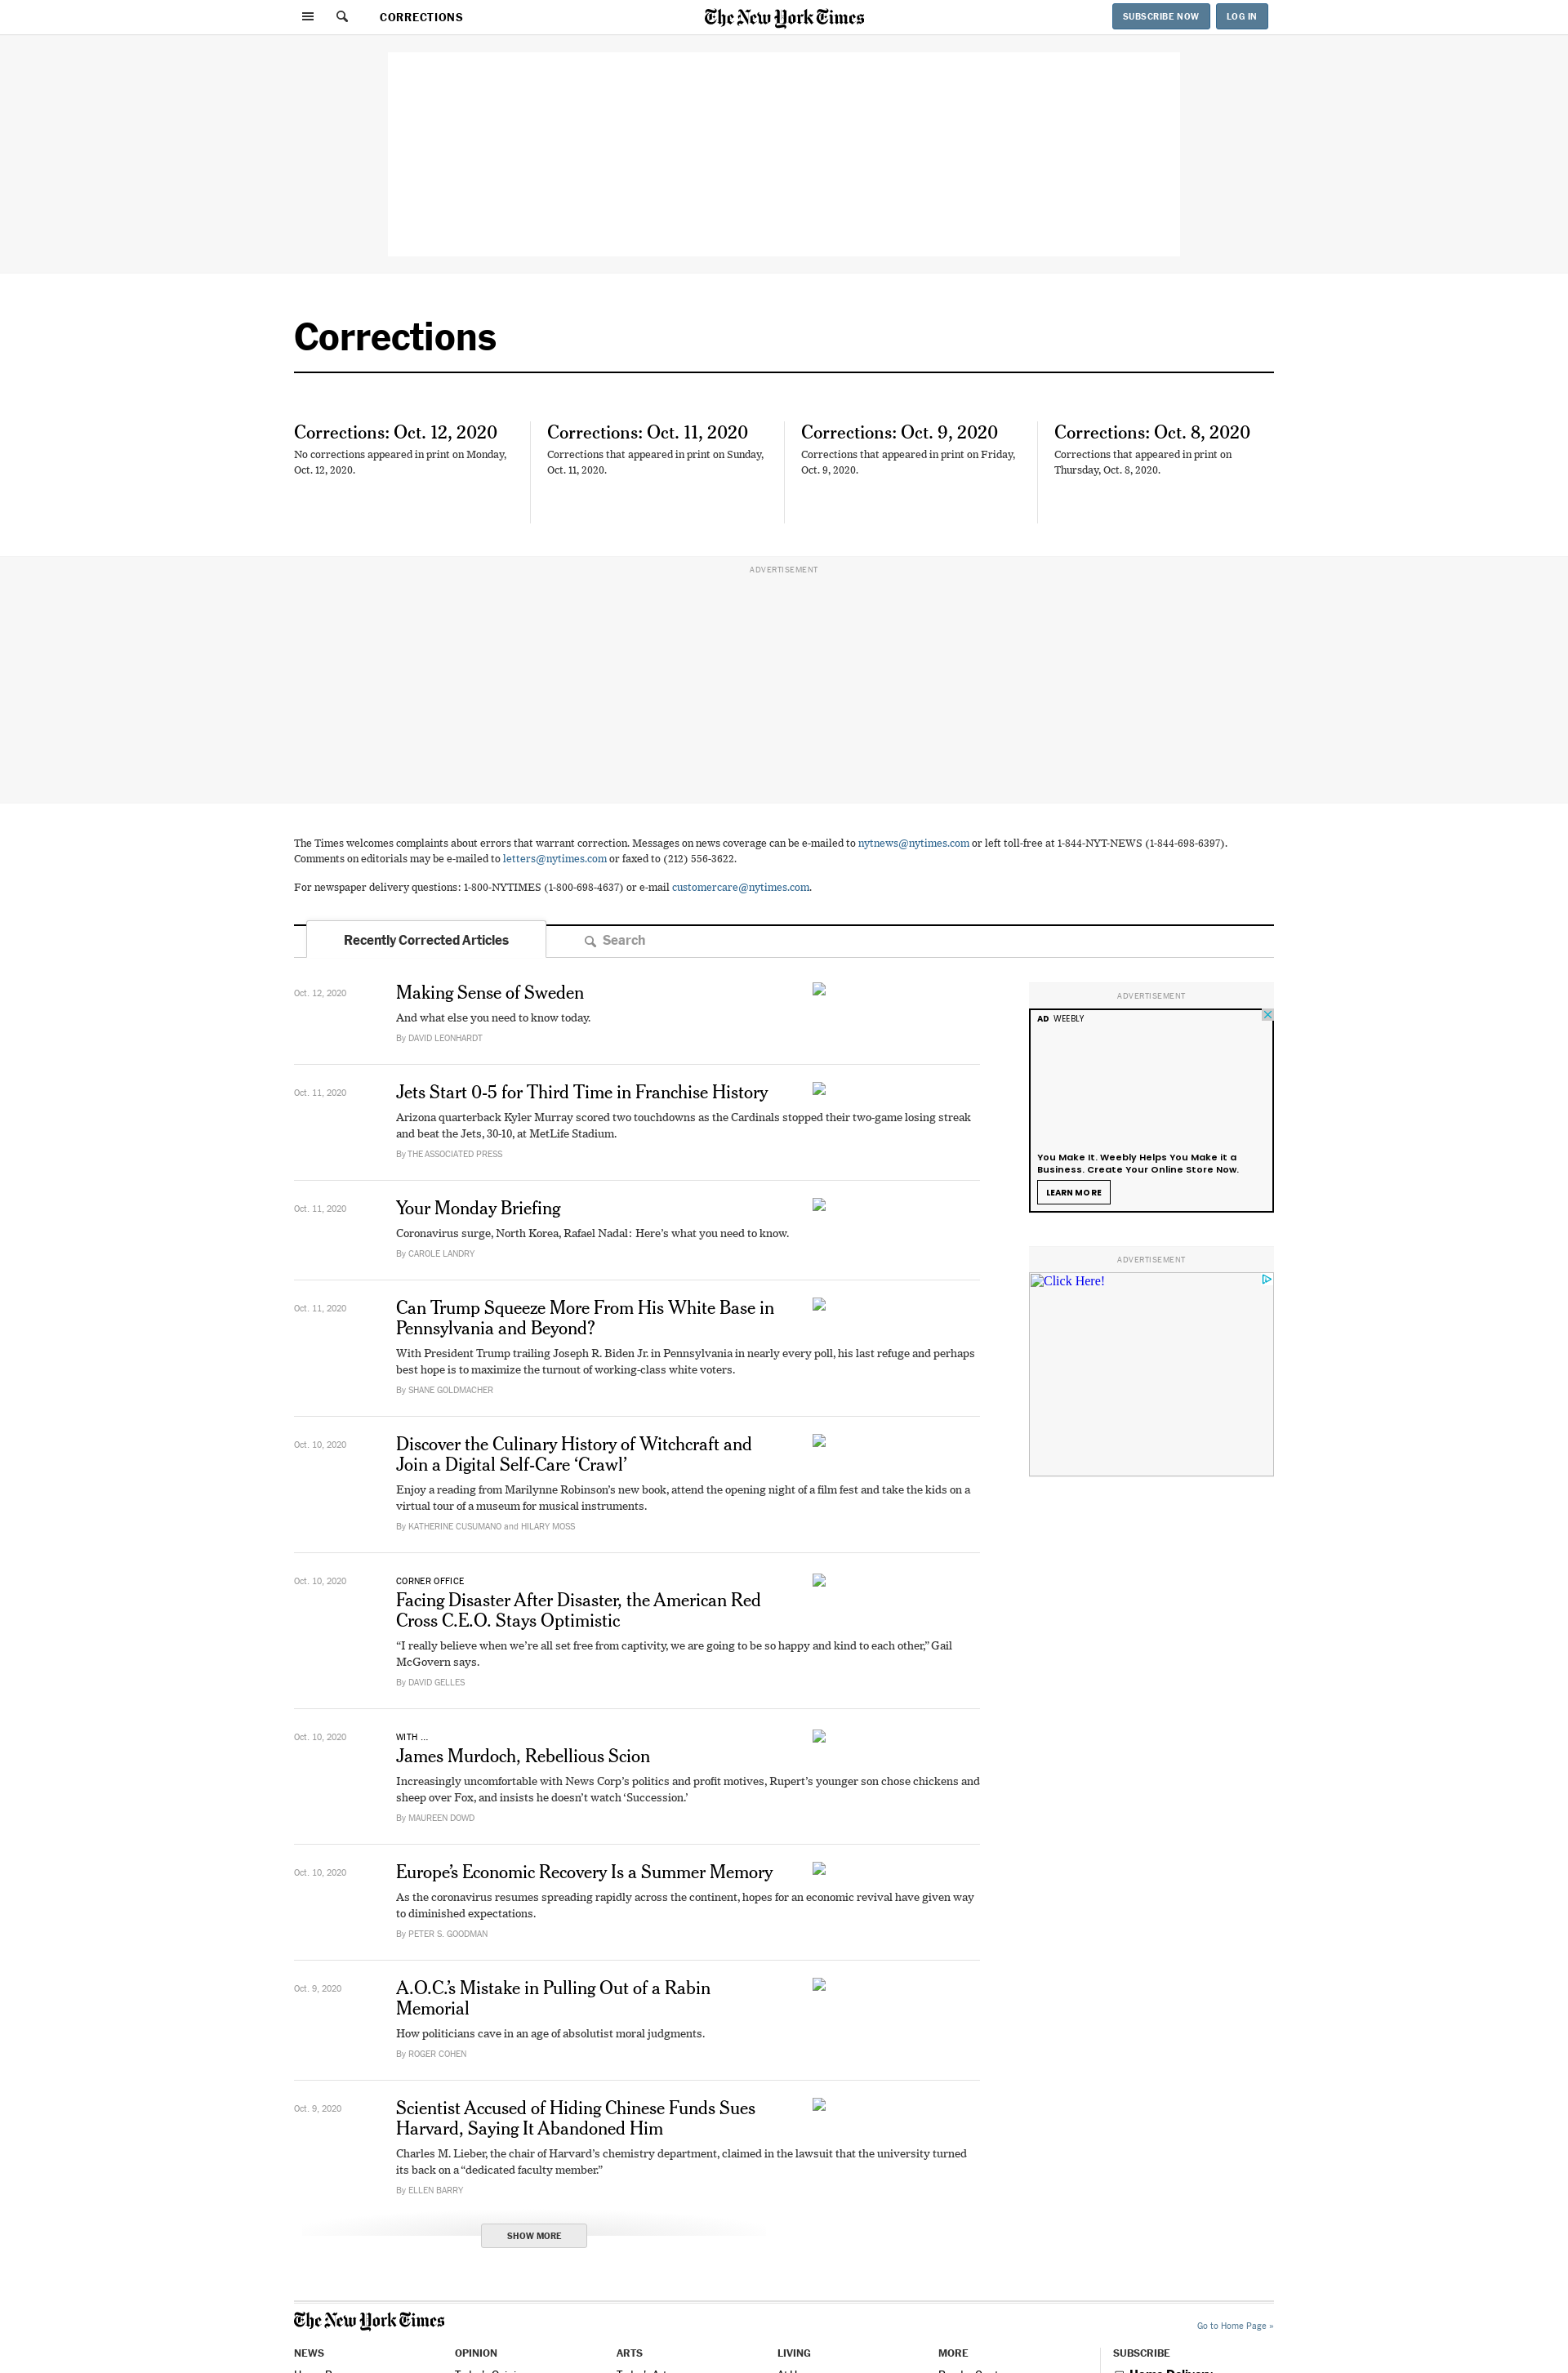 CORRECTIONS
The New York Times
SUBSCRIBE NOW
LOG IN
Corrections
Corrections: Oct. 12, 2020
No corrections appeared in print on Monday,
Oct. 12, 2020.
Corrections: Oct. 11, 2020
Corrections that appeared in print on Sunday,
Oct. 11, 2020.
Corrections: Oct. 9, 2020
Corrections that appeared in print on Friday,
Oct. 9, 2020.
Corrections: Oct. 8, 2020
Corrections that appeared in print on
Thursday, Oct. 8, 2020.
ADVERTISEMENT
The Times welcomes complaints about errors that warrant correction. Messages on news coverage can be e-mailed to nytnews@nytimes.com or left toll-free at 1-844-NYT-NEWS (1-844-698-6397).
Comments on editorials may be e-mailed to letters@nytimes.com or faxed to (212) 556-3622.
For newspaper delivery questions: 1-800-NYTIMES (1-800-698-4637) or e-mail customercare@nytimes.com.
Recently Corrected Articles
Search
Oct. 12, 2020
Making Sense of Sweden
And what else you need to know today.
By DAVID LEONHARDT
Oct. 11, 2020
Jets Start 0-5 for Third Time in Franchise History
Arizona quarterback Kyler Murray scored two touchdowns as the Cardinals stopped their two-game losing streak
and beat the Jets, 30-10, at MetLife Stadium.
By THE ASSOCIATED PRESS
Oct. 11, 2020
Your Monday Briefing
Coronavirus surge, North Korea, Rafael Nadal: Here’s what you need to know.
By CAROLE LANDRY
Oct. 11, 2020
Can Trump Squeeze More From His White Base in
Pennsylvania and Beyond?
With President Trump trailing Joseph R. Biden Jr. in Pennsylvania in nearly every poll, his last refuge and perhaps
best hope is to maximize the turnout of working-class white voters.
By SHANE GOLDMACHER
Oct. 10, 2020
Discover the Culinary History of Witchcraft and
Join a Digital Self-Care ‘Crawl’
Enjoy a reading from Marilynne Robinson’s new book, attend the opening night of a film fest and take the kids on a
virtual tour of a museum for musical instruments.
By KATHERINE CUSUMANO and HILARY MOSS
Oct. 10, 2020
CORNER OFFICE
Facing Disaster After Disaster, the American Red
Cross C.E.O. Stays Optimistic
“I really believe when we’re all set free from captivity, we are going to be so happy and kind to each other,” Gail
McGovern says.
By DAVID GELLES
Oct. 10, 2020
WITH ...
James Murdoch, Rebellious Scion
Increasingly uncomfortable with News Corp’s politics and profit motives, Rupert’s younger son chose chickens and
sheep over Fox, and insists he doesn’t watch ‘Succession.’
By MAUREEN DOWD
Oct. 10, 2020
Europe’s Economic Recovery Is a Summer Memory
As the coronavirus resumes spreading rapidly across the continent, hopes for an economic revival have given way
to diminished expectations.
By PETER S. GOODMAN
Oct. 9, 2020
A.O.C.’s Mistake in Pulling Out of a Rabin
Memorial
How politicians cave in an age of absolutist moral judgments.
By ROGER COHEN
Oct. 9, 2020
Scientist Accused of Hiding Chinese Funds Sues
Harvard, Saying It Abandoned Him
Charles M. Lieber, the chair of Harvard’s chemistry department, claimed in the lawsuit that the university turned
its back on a “dedicated faculty member.”
By ELLEN BARRY
SHOW MORE
ADVERTISEMENT
AD WEEBLY
You Make It. Weebly Helps You Make it a
Business. Create Your Online Store Now.
LEARN MORE
ADVERTISEMENT
Click Here!
The New York Times
Go to Home Page »
NEWS
OPINION
ARTS
LIVING
MORE
SUBSCRIBE
Home Delivery